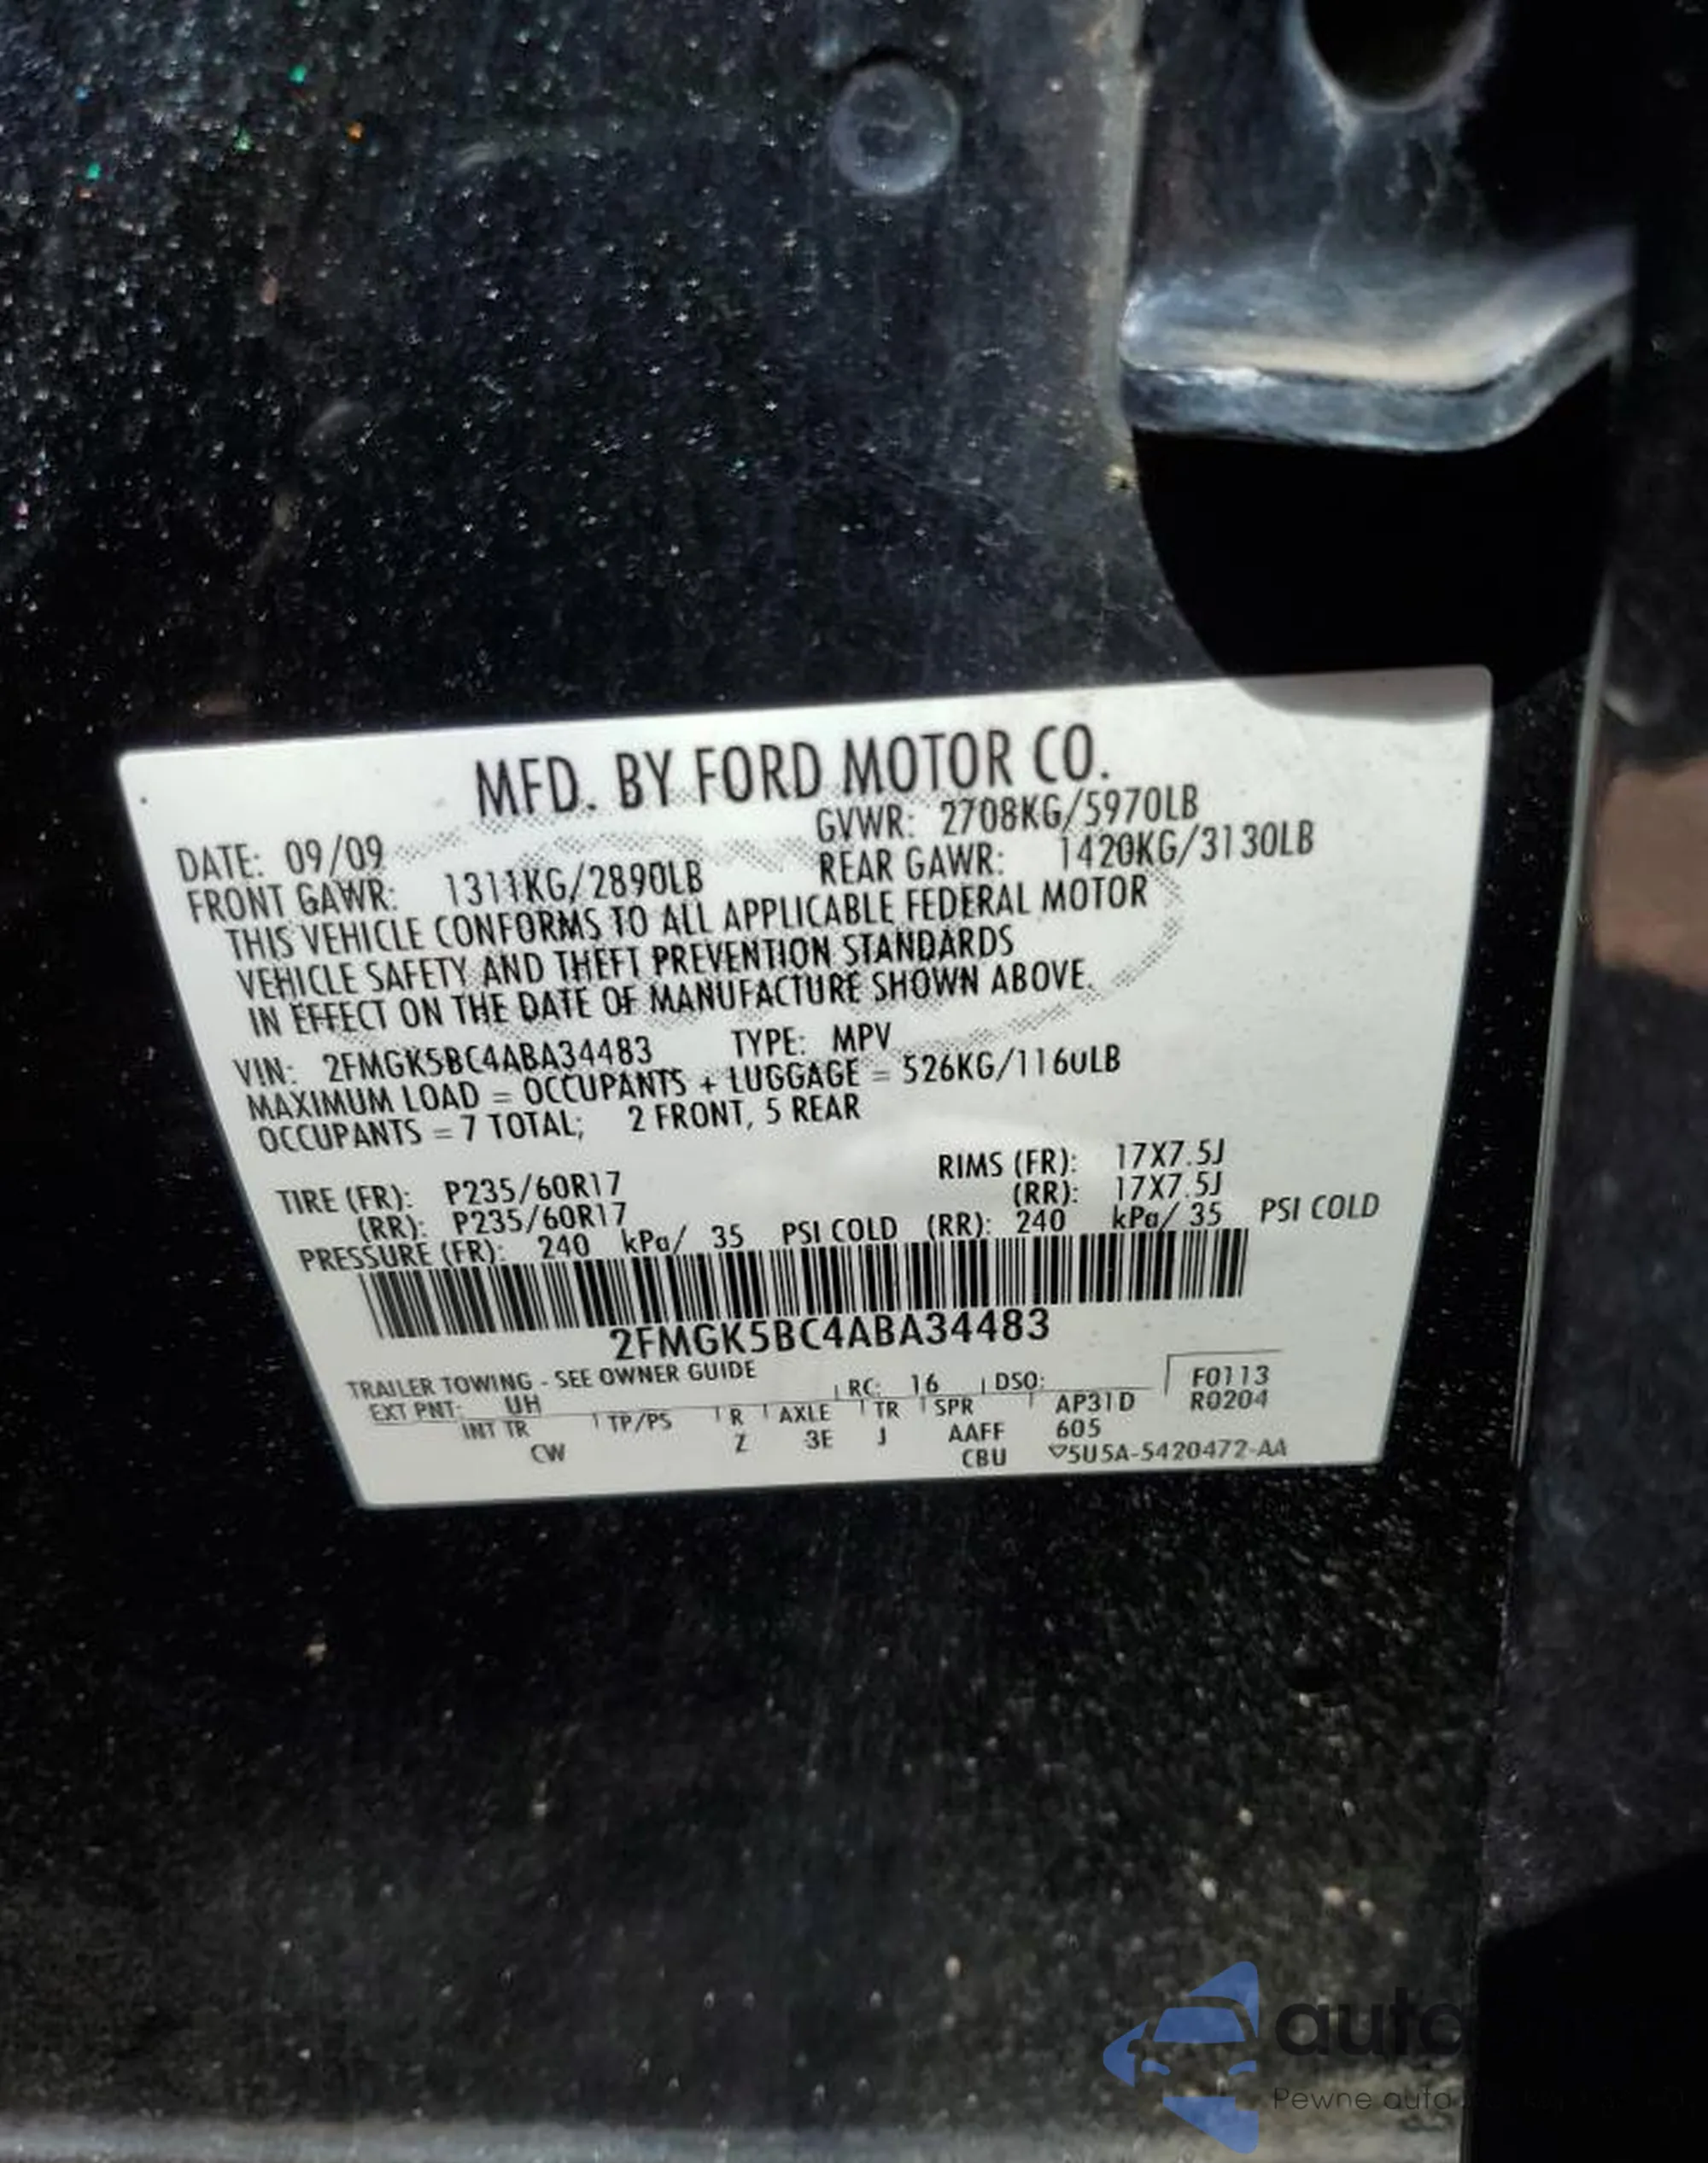 MFD. BY FORD MOTOR CO.
DATE: 09/09 GVWR: 2708KG/5970LB
FRONT GAWR: 1311KG/2890LB REAR GAWR: 1420KG/3130LB
THIS VEHICLE CONFORMS TO ALL APPLICABLE FEDERAL MOTOR
VEHICLE SAFETY AND THEFT PREVENTION STANDARDS
IN EFFECT ON THE DATE OF MANUFACTURE SHOWN ABOVE.
VIN: 2FMGK5BC4ABA34483 TYPE: MPV
MAXIMUM LOAD = OCCUPANTS + LUGGAGE = 526KG/1160LB
OCCUPANTS = 7 TOTAL; 2 FRONT, 5 REAR
TIRE (FR): P235/60R17 RIMS (FR): 17X7.5J
(RR): P235/60R17 (RR): 17X7.5J
PRESSURE (FR): 240 kPa/ 35 PSI COLD (RR): 240 kPa/ 35 PSI COLD
2FMGK5BC4ABA34483
TRAILER TOWING - SEE OWNER GUIDE
EXT PNT: UH RC: 16 DSO: F0113
R0204
INT TR TP/PS R AXLE TR SPR AP31D
CW Z 3E J AAFF 605
CBU ▽5U5A-5420472-AA
Pewne auto